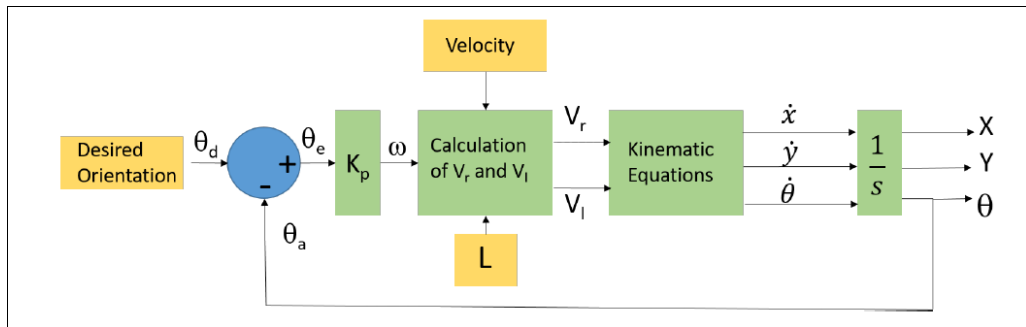 Velocity
Desired
Orientation
θd
+
-
θe
Kp
ω
Calculation
of Vr and Vl
Vr
Vl
Kinematic
Equations
ẋ
ẏ
θ̇
1
s
X
Y
θ
θa
L